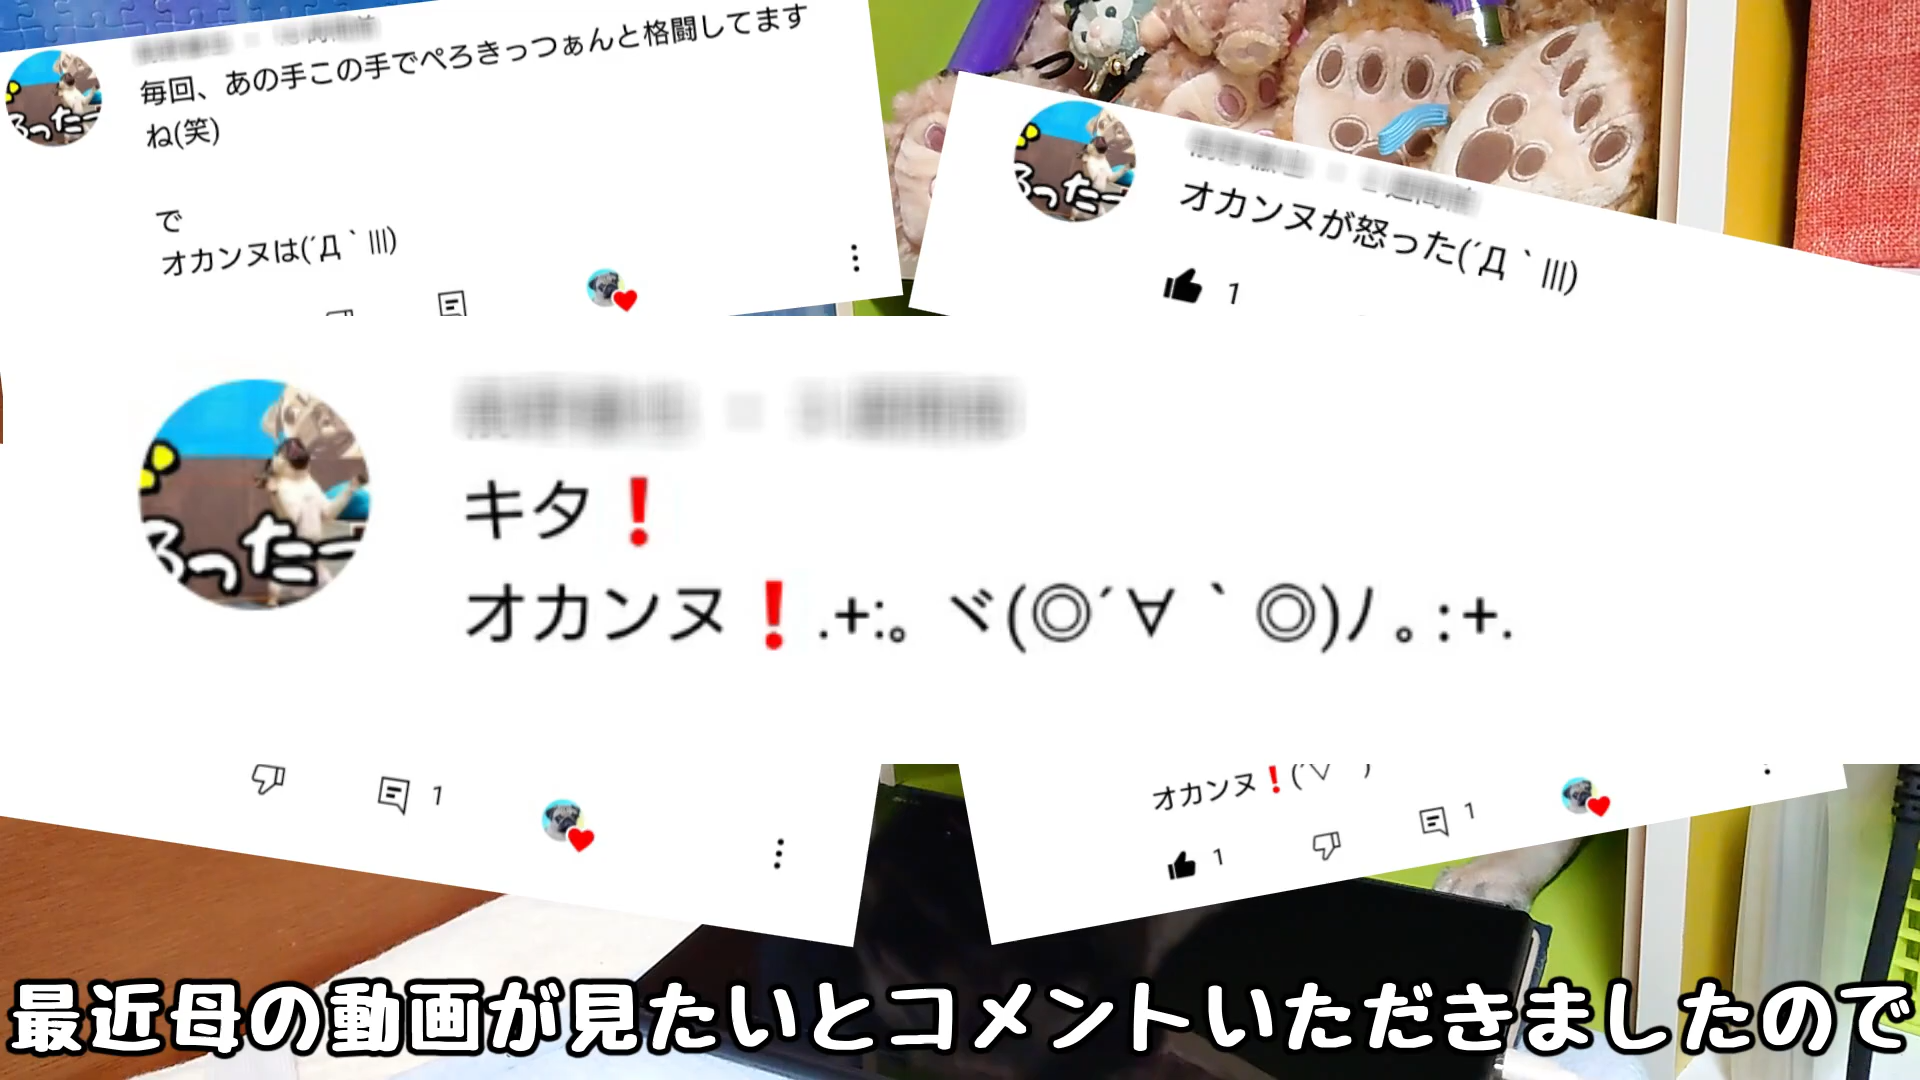 毎回、あの手この手でぺろきっつぁんと格闘してます
ね(笑)
で
オカンヌは(´Д｀|||)
オカンヌが怒った(´Д｀|||)
1
ろったー
キタ❗
オカンヌ❗.+:。ヾ(◎´∀｀◎)ﾉ。:+.
1
オカンヌ❗(´▽｀)
1
1
最近母の動画が見たいとコメントいただきましたので